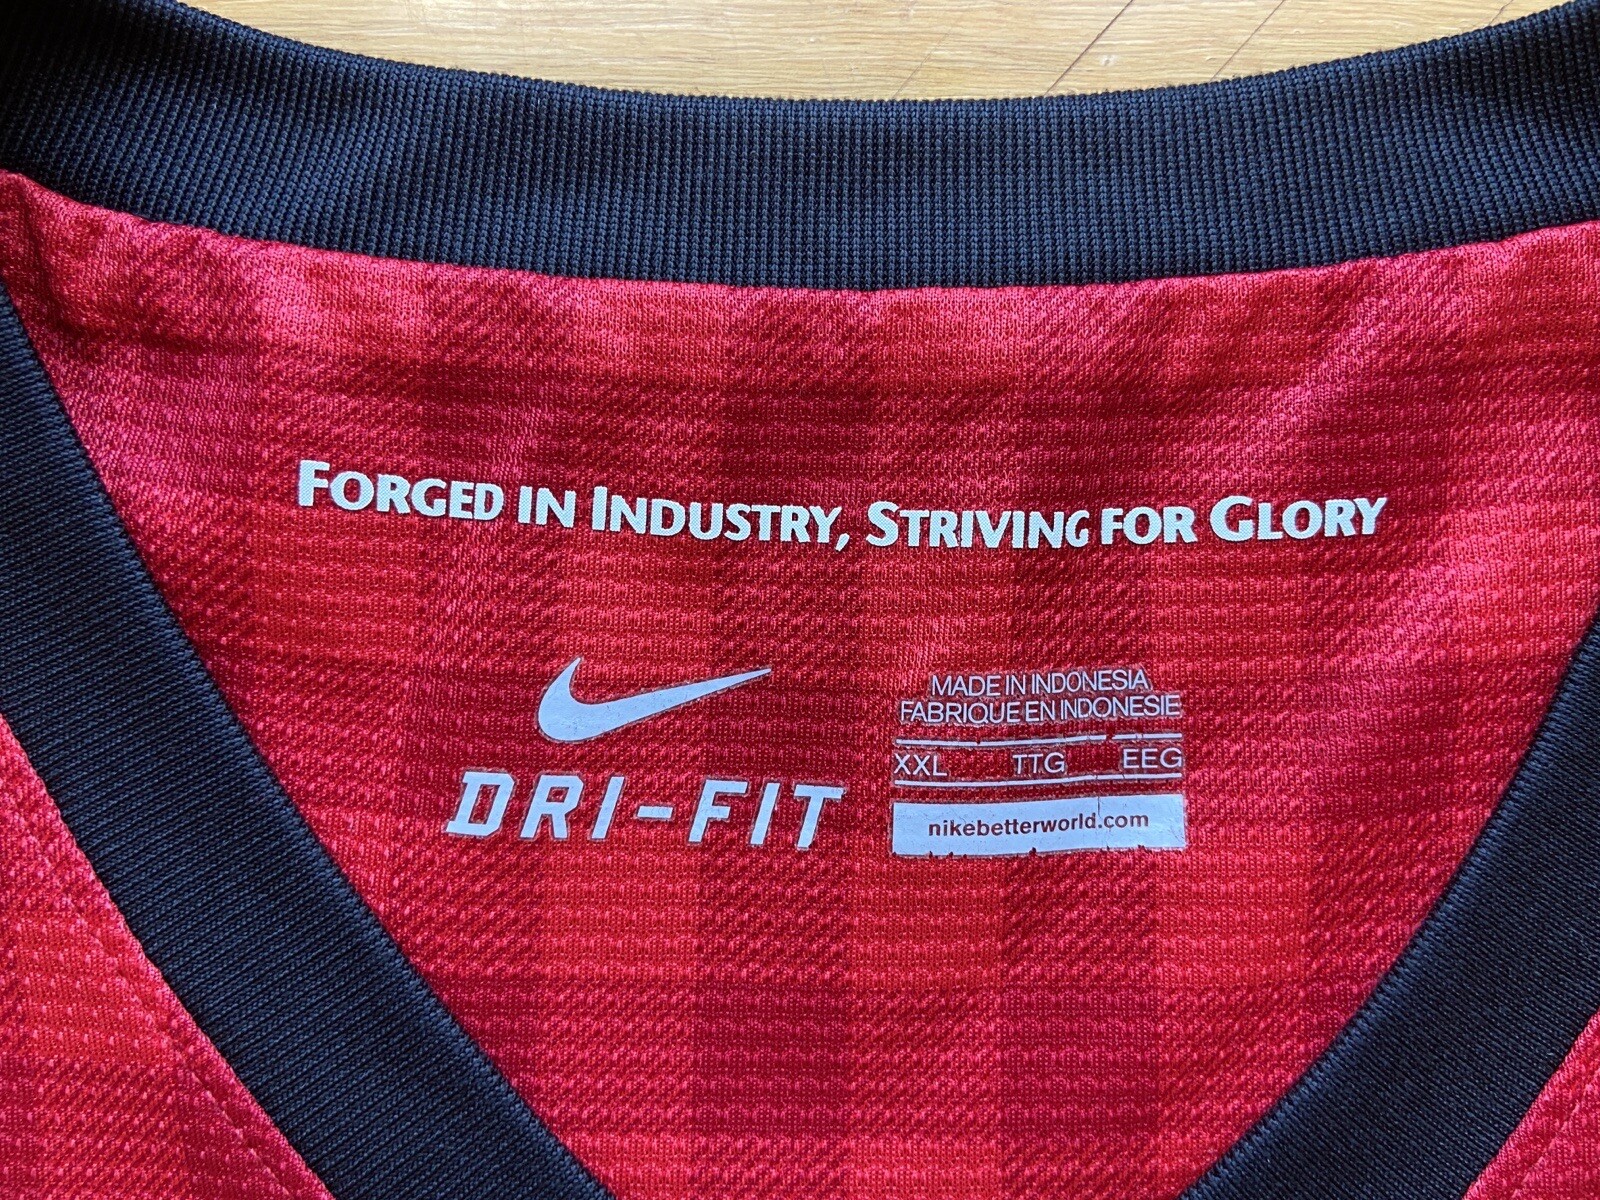 FORGED IN INDUSTRY, STRIVING FOR GLORY
DRI-FIT
MADE IN INDONESIA
FABRIQUE EN INDONESIE
XXL TTG EEG
nikebetterworld.com